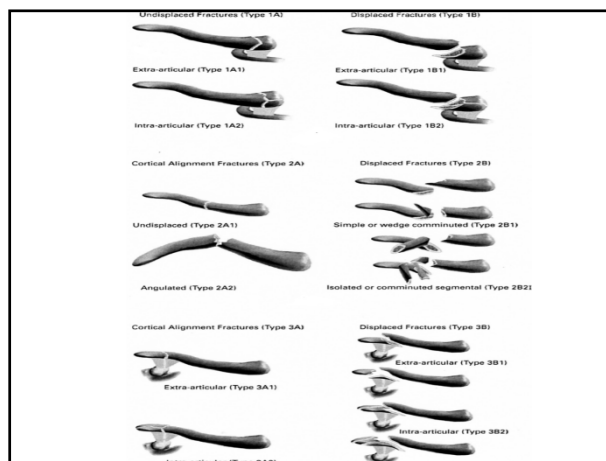 Undisplaced Fractures (Type 1A)
Displaced Fractures (Type 1B)
Extra-articular (Type 1A1)
Extra-articular (Type 1B1)
Intra-articular (Type 1A2)
Intra-articular (Type 1B2)
Cortical Alignment Fractures (Type 2A)
Displaced Fractures (Type 2B)
Undisplaced (Type 2A1)
Simple or wedge comminuted (Type 2B1)
Angulated (Type 2A2)
Isolated or comminuted segmental (Type 2B2)
Cortical Alignment Fractures (Type 3A)
Displaced Fractures (Type 3B)
Extra-articular (Type 3B1)
Extra-articular (Type 3A1)
Intra-articular (Type 3B2)